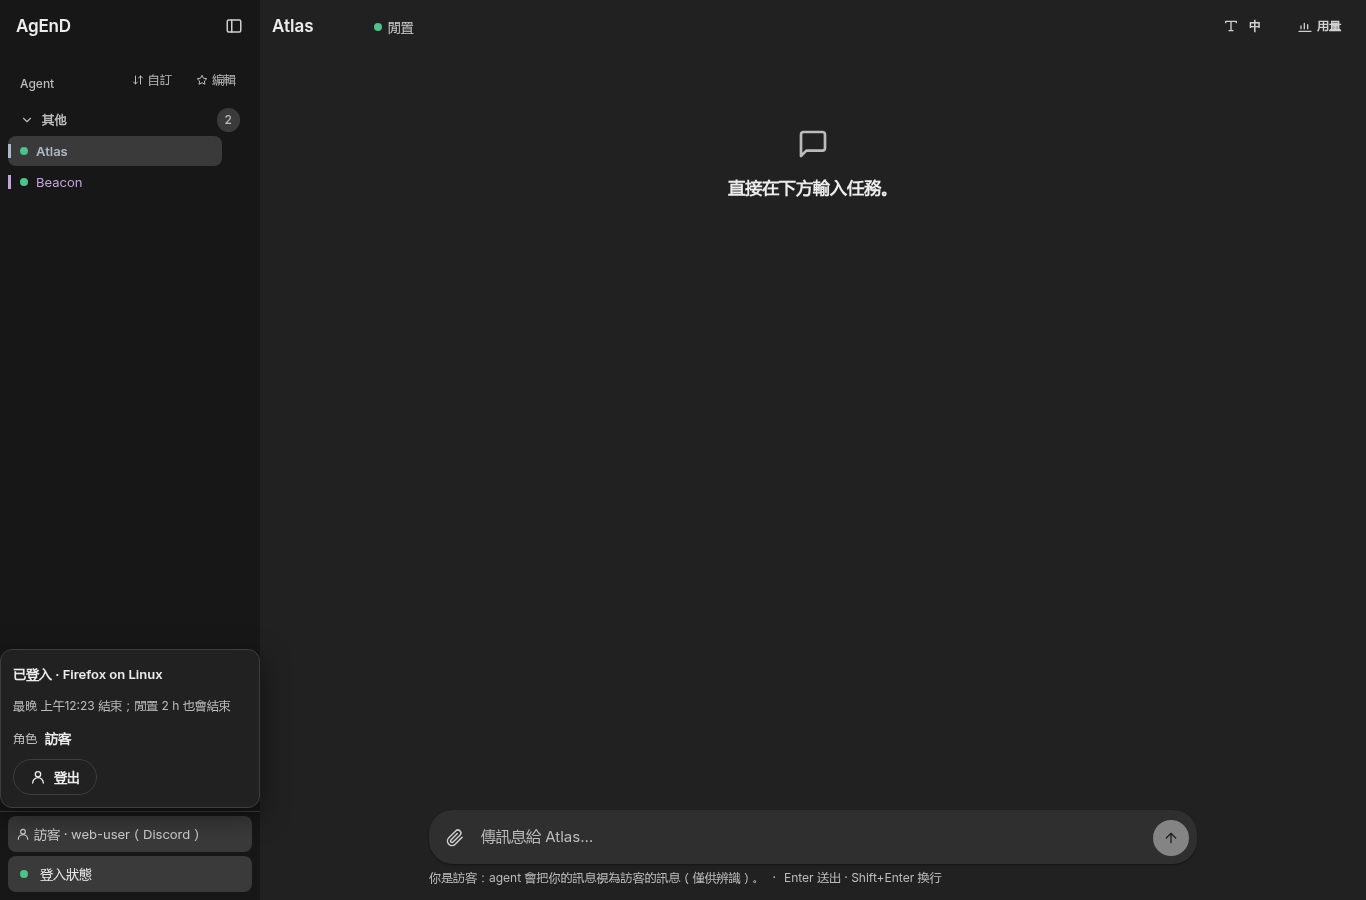 AgEnD
Atlas
閒置
中
用量
Agent
自訂
編輯
其他
2
Atlas
Beacon
直接在下方輸入任務。
已登入 · Firefox on Linux
最晚 上午12:23 結束；閒置 2 h 也會結束
角色 訪客
登出
訪客 · web-user（Discord）
登入狀態
傳訊息給 Atlas...
你是訪客：agent 會把你的訊息視為訪客的訊息（僅供辨識）。 · Enter 送出 · Shift+Enter 換行